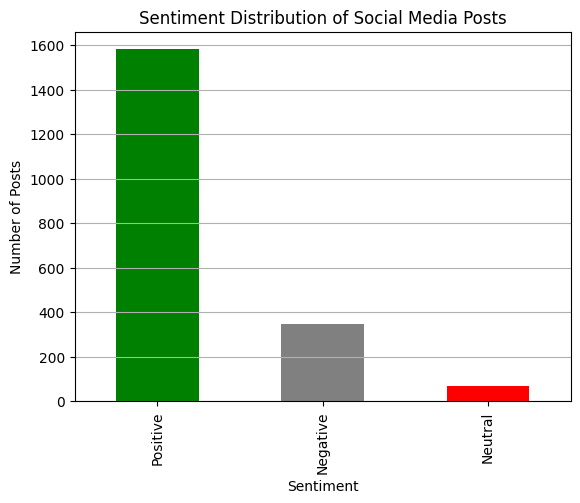 Sentiment Distribution of Social Media Posts
Number of Posts
1600
1400
1200
1000
800
600
400
200
0
Positive
Negative
Neutral
Sentiment